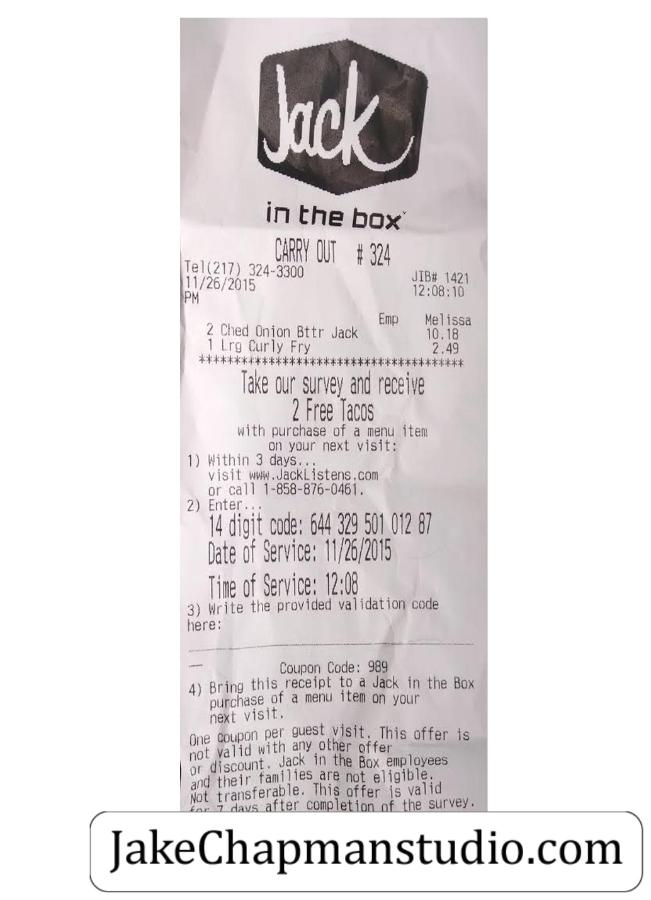 Jack
in the box
CARRY OUT # 324
Tel(217) 324-3300 JIB# 1421
11/26/2015 12:08:10
PM
Emp Melissa
2 Ched Onion Bttr Jack 10.18
1 Lrg Curly Fry 2.49
********************************************
Take our survey and receive
2 Free Tacos
with purchase of a menu item
on your next visit:
1) Within 3 days...
visit www.JackListens.com
or call 1-858-876-0461.
2) Enter...
14 digit code: 644 329 501 012 87
Date of Service: 11/26/2015
Time of Service: 12:08
3) Write the provided validation code
here:
Coupon Code: 989
4) Bring this receipt to a Jack in the Box
purchase of a menu item on your
next visit.
One coupon per guest visit. This offer is
not valid with any other offer
or discount. Jack in the Box employees
and their families are not eligible.
Not transferable. This offer is valid
for 7 days after completion of the survey.
JakeChapmanstudio.com